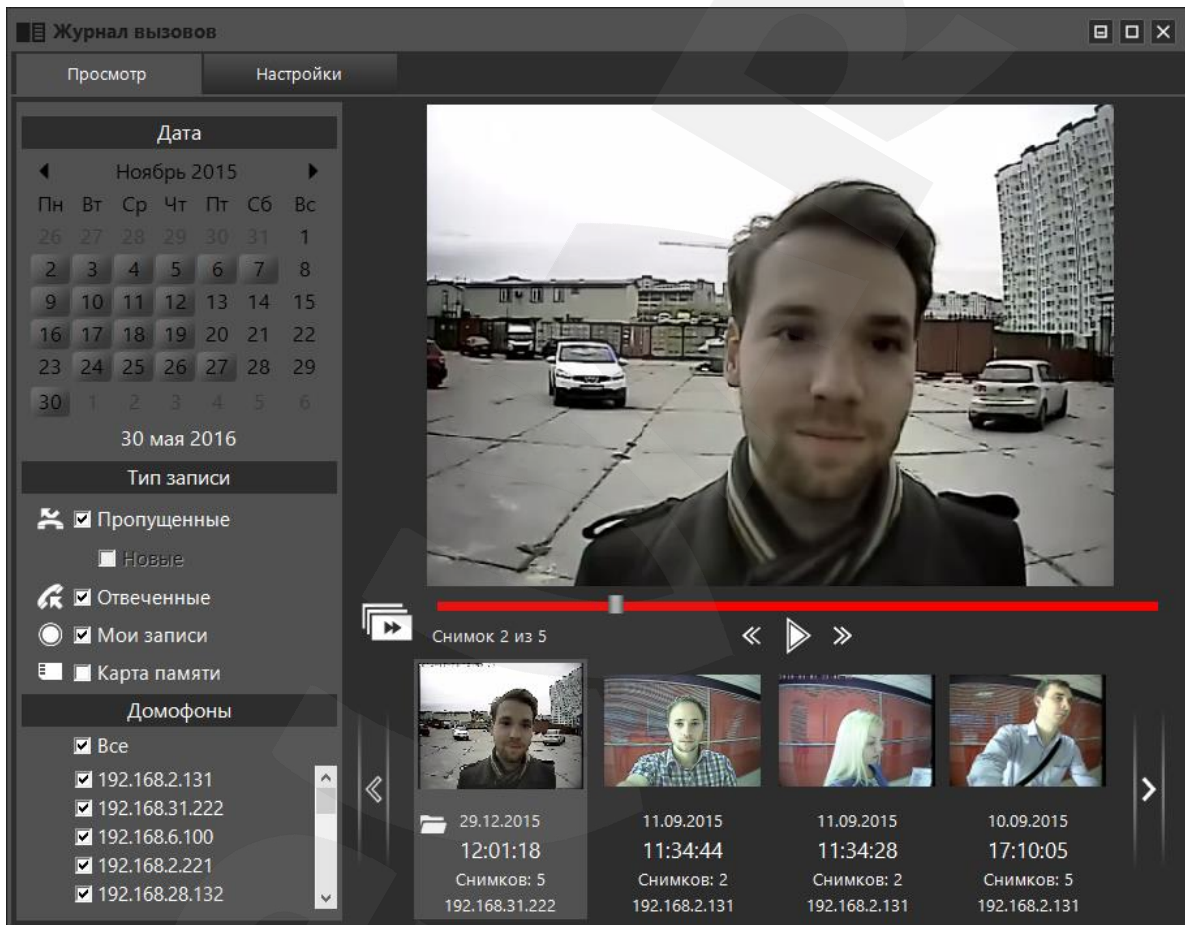 Журнал вызовов
Просмотр
Настройки
Дата
Ноябрь 2015
Пн Вт Ср Чт Пт Сб Вс
26 27 28 29 30 31 1
2 3 4 5 6 7 8
9 10 11 12 13 14 15
16 17 18 19 20 21 22
23 24 25 26 27 28 29
30 1 2 3 4 5 6
30 мая 2016
Тип записи
Пропущенные
Новые
Отвеченные
Мои записи
Карта памяти
Домофоны
Все
192.168.2.131
192.168.31.222
192.168.6.100
192.168.2.221
192.168.28.132
Снимок 2 из 5
29.12.2015
12:01:18
Снимков: 5
192.168.31.222
11.09.2015
11:34:44
Снимков: 2
192.168.2.131
11.09.2015
11:34:28
Снимков: 2
192.168.2.131
10.09.2015
17:10:05
Снимков: 5
192.168.2.131